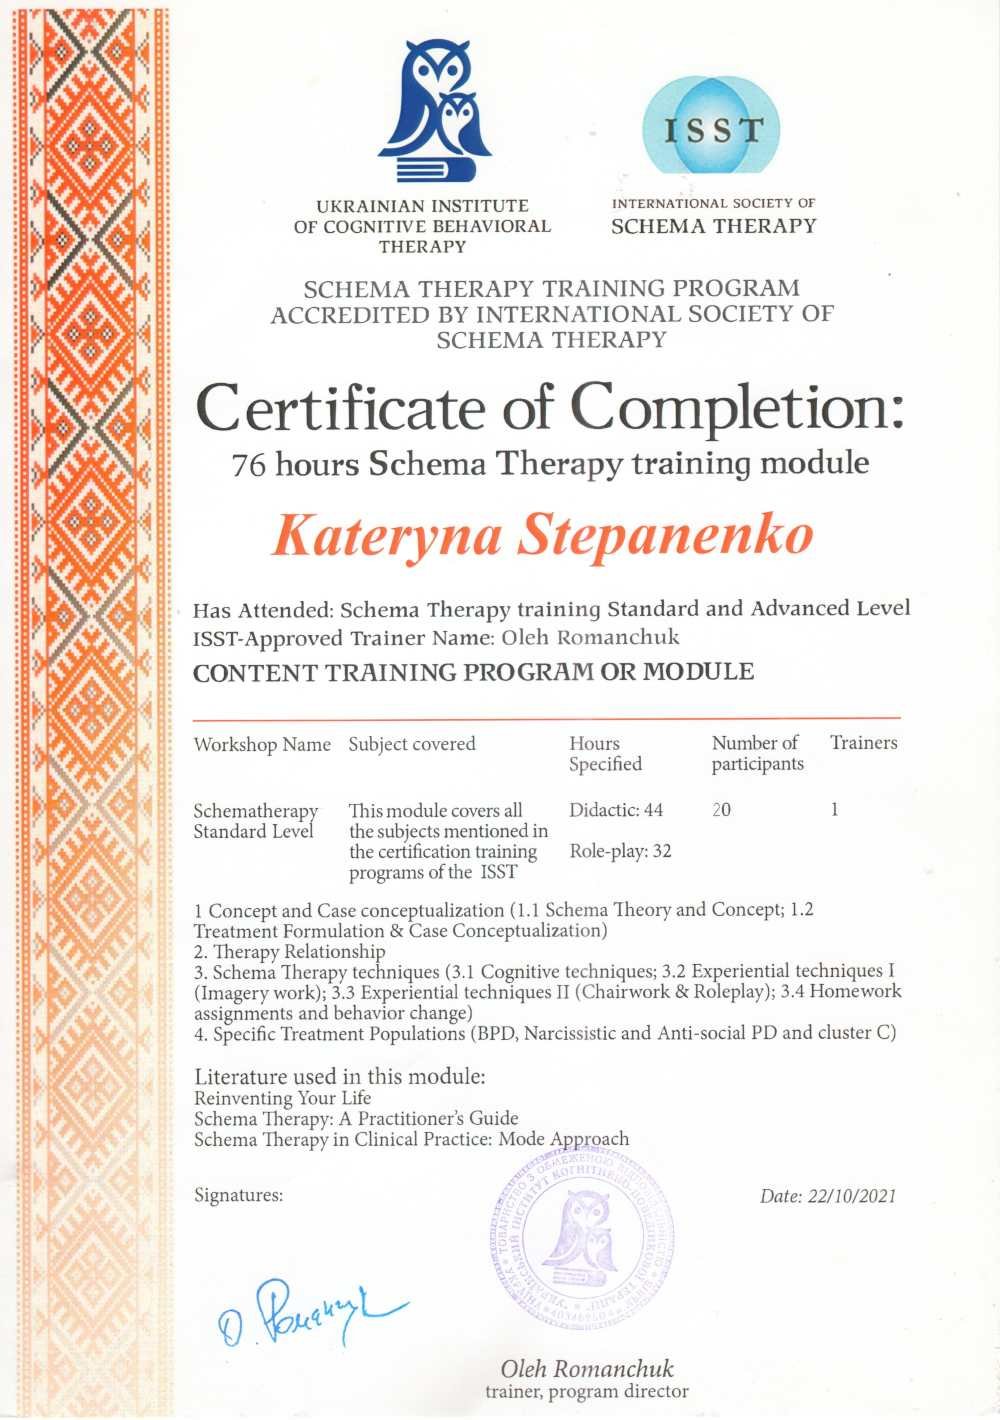 ISST
UKRAINIAN INSTITUTE
OF COGNITIVE BEHAVIORAL
THERAPY
INTERNATIONAL SOCIETY OF
SCHEMA THERAPY
SCHEMA THERAPY TRAINING PROGRAM
ACCREDITED BY INTERNATIONAL SOCIETY OF
SCHEMA THERAPY
Certificate of Completion:
76 hours Schema Therapy training module
Kateryna Stepanenko
Has Attended: Schema Therapy training Standard and Advanced Level
ISST-Approved Trainer Name: Oleh Romanchuk
CONTENT TRAINING PROGRAM OR MODULE
Workshop Name Subject covered Hours Number of Trainers
Specified participants
Schematherapy This module covers all Didactic: 44 20 1
Standard Level the subjects mentioned in
the certification training Role-play: 32
programs of the ISST
1 Concept and Case conceptualization (1.1 Schema Theory and Concept; 1.2
Treatment Formulation & Case Conceptualization)
2. Therapy Relationship
3. Schema Therapy techniques (3.1 Cognitive techniques; 3.2 Experiential techniques I
(Imagery work); 3.3 Experiential techniques II (Chairwork & Roleplay); 3.4 Homework
assignments and behavior change)
4. Specific Treatment Populations (BPD, Narcissistic and Anti-social PD and cluster C)
Literature used in this module:
Reinventing Your Life
Schema Therapy: A Practitioner's Guide
Schema Therapy in Clinical Practice: Mode Approach
Signatures:
Date: 22/10/2021
ТОВАРИСТВО З ОБМЕЖЕНОЮ ВІДПОВІДАЛЬНІСТЮ
ІНСТИТУТ КОГНІТИВНО-ПОВЕДІНКОВОЇ
О. Романчук
Oleh Romanchuk
trainer, program director